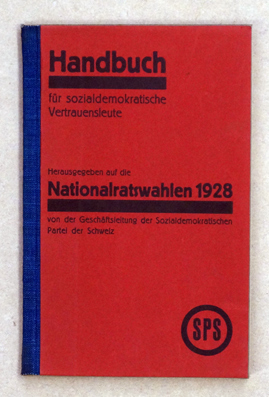 Handbuch
für sozialdemokratische
Vertrauensleute
Herausgegeben auf die
Nationalratswahlen 1928
von der Geschäftsleitung der Sozialdemokratischen
Partei der Schweiz
SPS